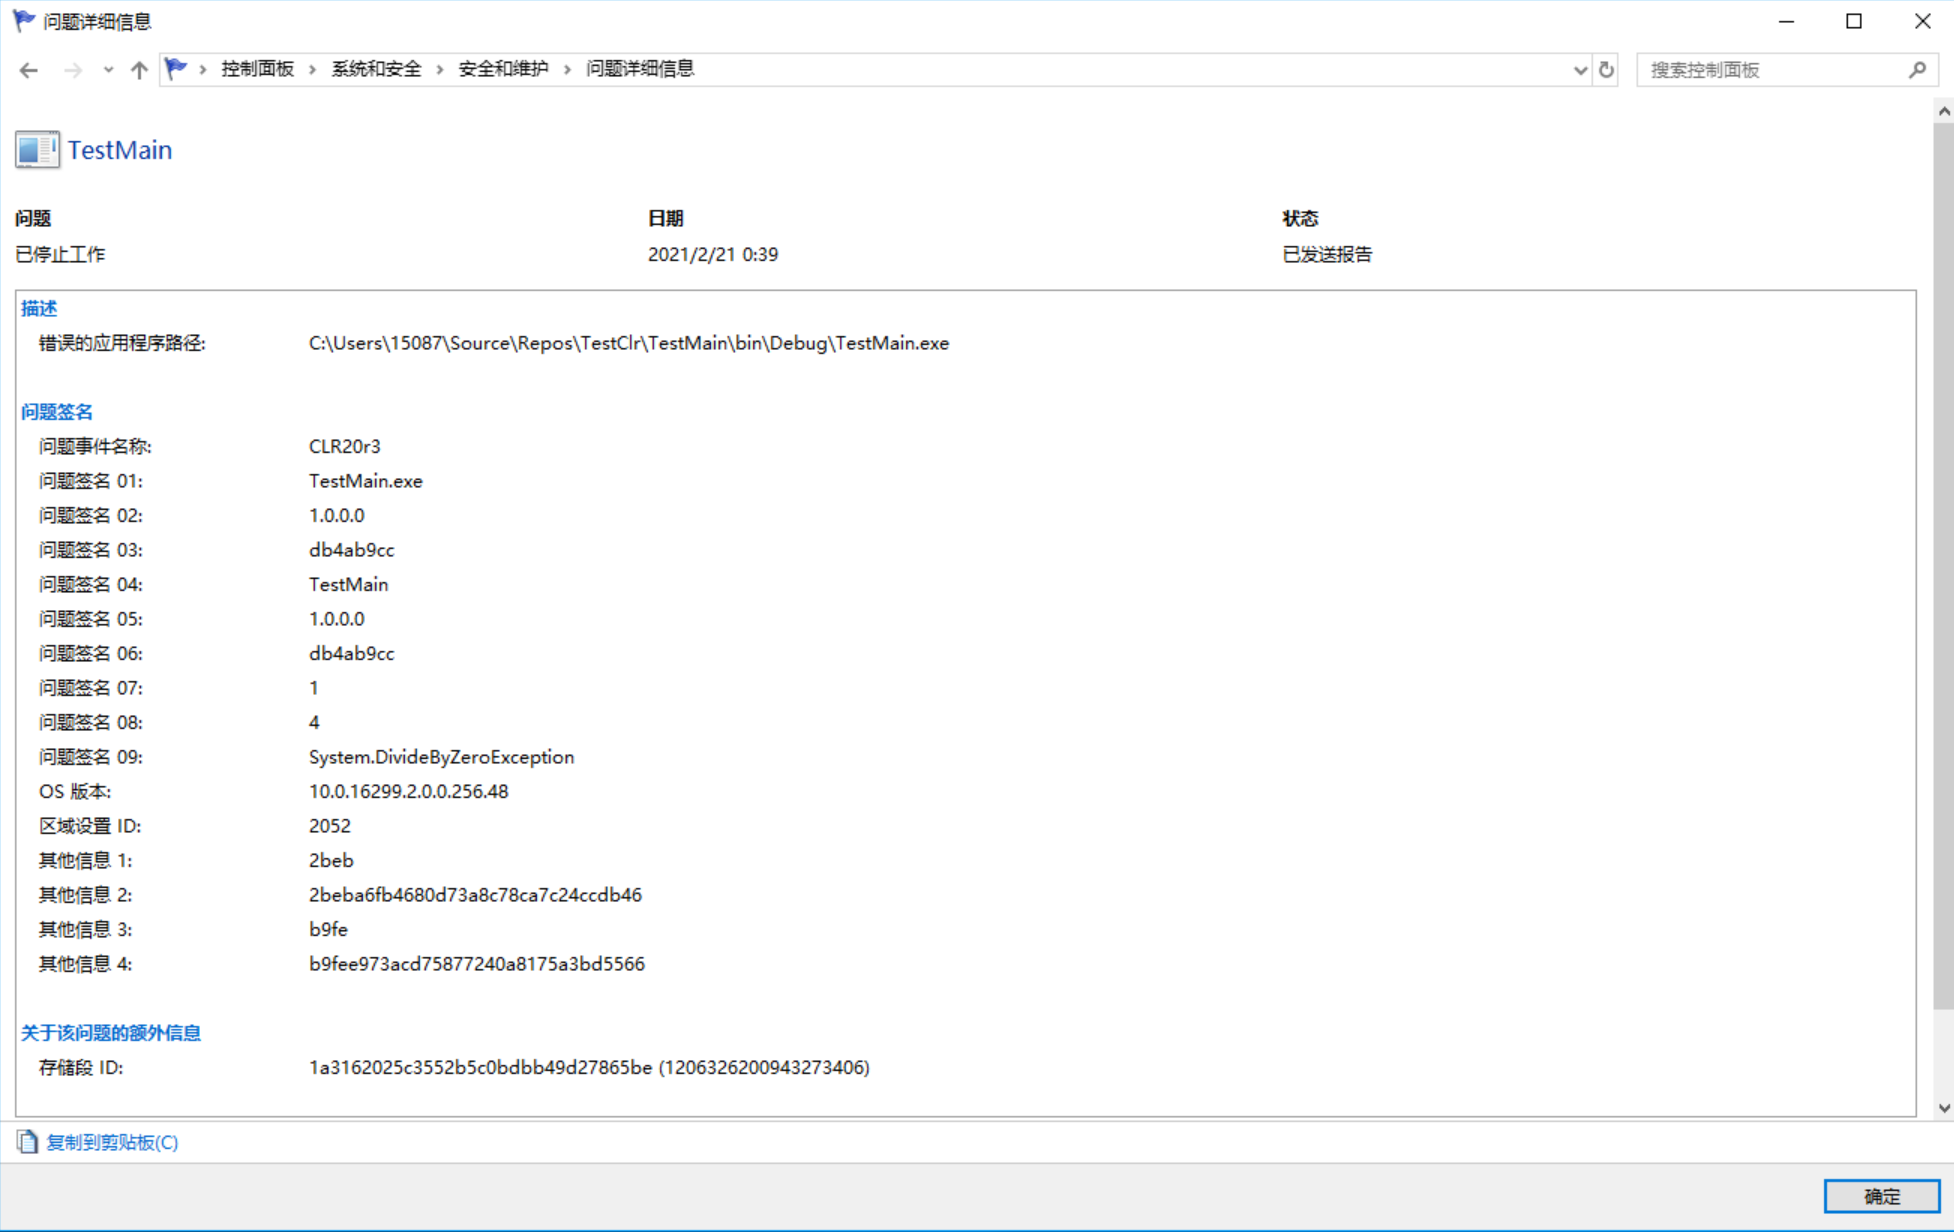 问题详细信息
控制面板 › 系统和安全 › 安全和维护 › 问题详细信息
搜索控制面板
TestMain
问题 日期 状态
已停止工作 2021/2/21 0:39 已发送报告
描述
错误的应用程序路径: C:\Users\15087\Source\Repos\TestClr\TestMain\bin\Debug\TestMain.exe
问题签名
问题事件名称: CLR20r3
问题签名 01: TestMain.exe
问题签名 02: 1.0.0.0
问题签名 03: db4ab9cc
问题签名 04: TestMain
问题签名 05: 1.0.0.0
问题签名 06: db4ab9cc
问题签名 07: 1
问题签名 08: 4
问题签名 09: System.DivideByZeroException
OS 版本: 10.0.16299.2.0.0.256.48
区域设置 ID: 2052
其他信息 1: 2beb
其他信息 2: 2beba6fb4680d73a8c78ca7c24ccdb46
其他信息 3: b9fe
其他信息 4: b9fee973acd75877240a8175a3bd5566
关于该问题的额外信息
存储段 ID: 1a3162025c3552b5c0bdbb49d27865be (1206326200943273406)
复制到剪贴板(C)
确定